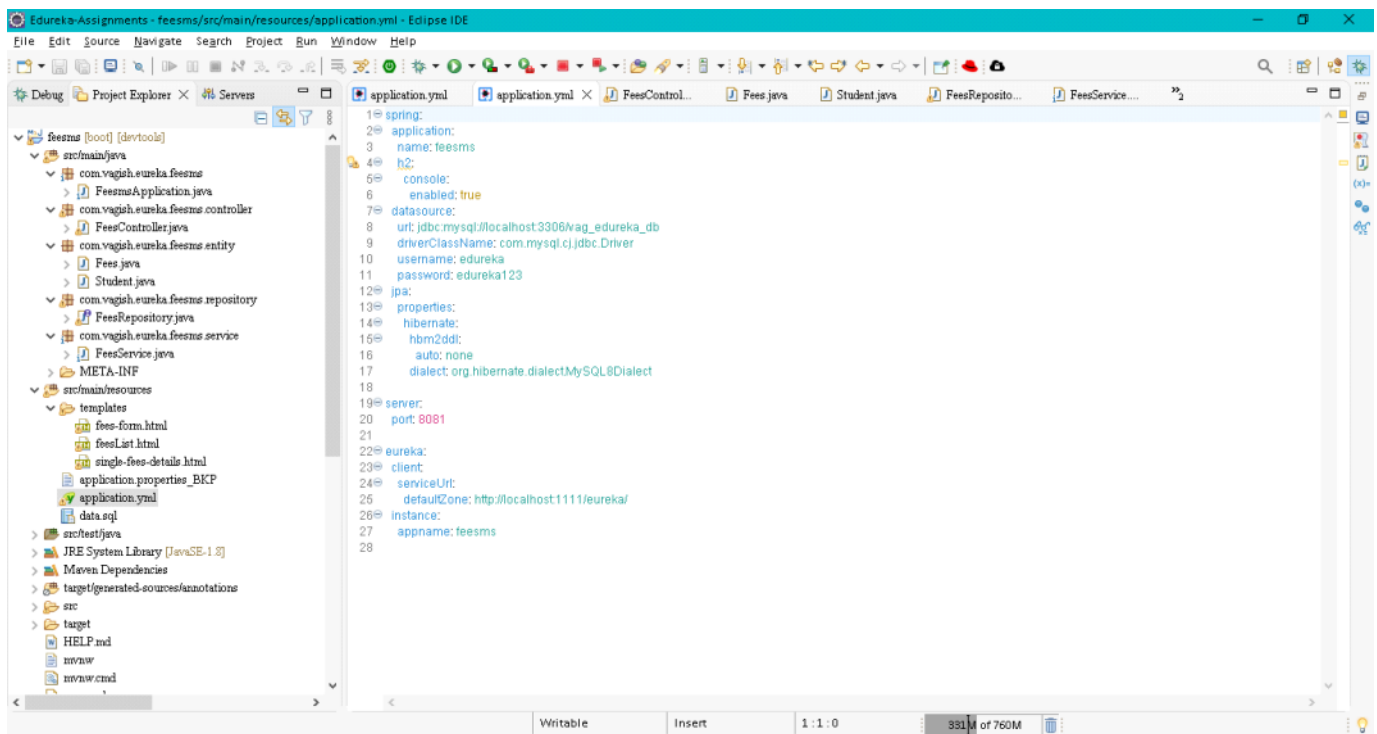 Edureka-Assignments - feesms/src/main/resources/application.yml - Eclipse IDE
File Edit Source Navigate Search Project Run Window Help
Debug Project Explorer Servers
application.yml application.yml FeesControl... Fees.java Student.java FeesReposito... FeesService.... »2
feesms [boot] [devtools]
src/main/java
com.vagish.eureka.feesms
FeesmsApplication.java
com.vagish.eureka.feesms.controller
FeesController.java
com.vagish.eureka.feesms.entity
Fees.java
Student.java
com.vagish.eureka.feesms.repository
FeesRepository.java
com.vagish.eureka.feesms.service
FeesService.java
META-INF
src/main/resources
templates
fees-form.html
feesList.html
single-fees-details.html
application.properties_BKP
application.yml
data.sql
src/test/java
JRE System Library [JavaSE-1.8]
Maven Dependencies
target/generated-sources/annotations
src
target
HELP.md
mvnw
mvnw.cmd
1 spring:
2 application:
3 name: feesms
4 h2:
5 console:
6 enabled: true
7 datasource:
8 url: jdbc:mysql://localhost:3306/vag_edureka_db
9 driverClassName: com.mysql.cj.jdbc.Driver
10 username: edureka
11 password: edureka123
12 jpa:
13 properties:
14 hibernate:
15 hbm2ddl:
16 auto: none
17 dialect: org.hibernate.dialect.MySQL8Dialect
18
19 server:
20 port: 8081
21
22 eureka:
23 client:
24 serviceUrl:
25 defaultZone: http://localhost:1111/eureka/
26 instance:
27 appname: feesms
28
Writable Insert 1:1:0 331M of 760M